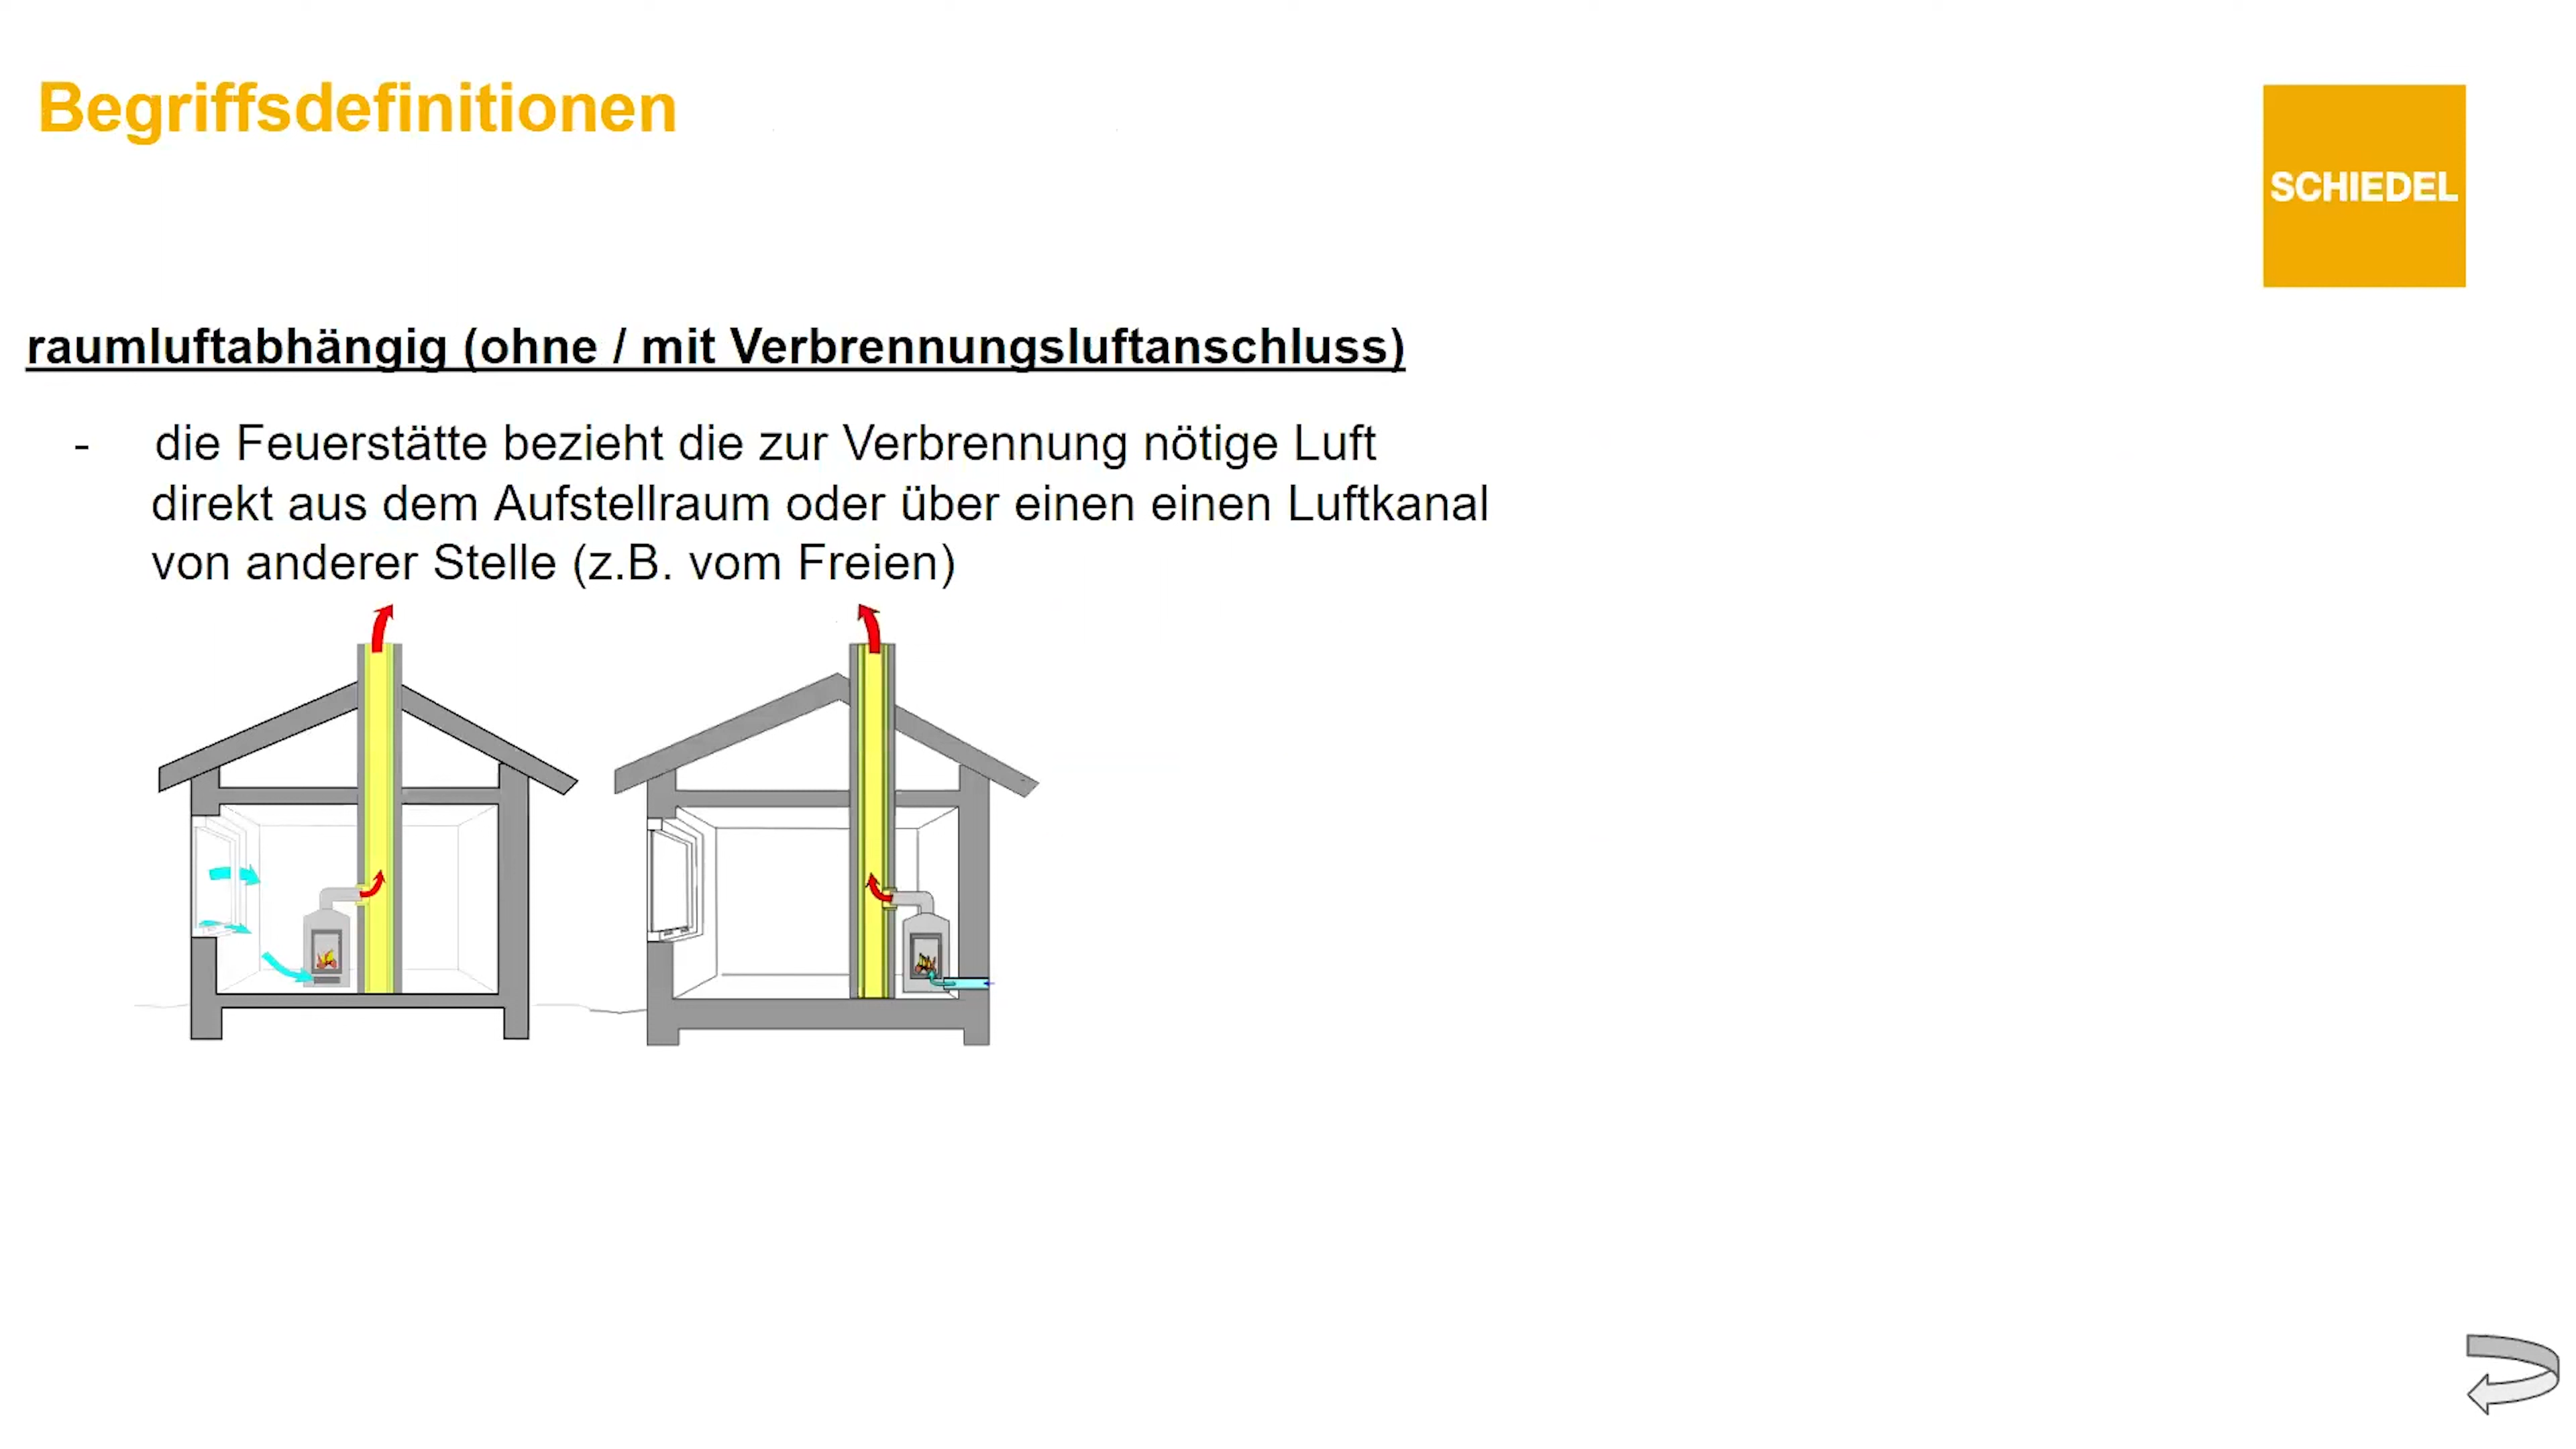 Begriffsdefinitionen
SCHIEDEL
raumluftabhängig (ohne / mit Verbrennungsluftanschluss)
- die Feuerstätte bezieht die zur Verbrennung nötige Luft
direkt aus dem Aufstellraum oder über einen einen Luftkanal
von anderer Stelle (z.B. vom Freien)